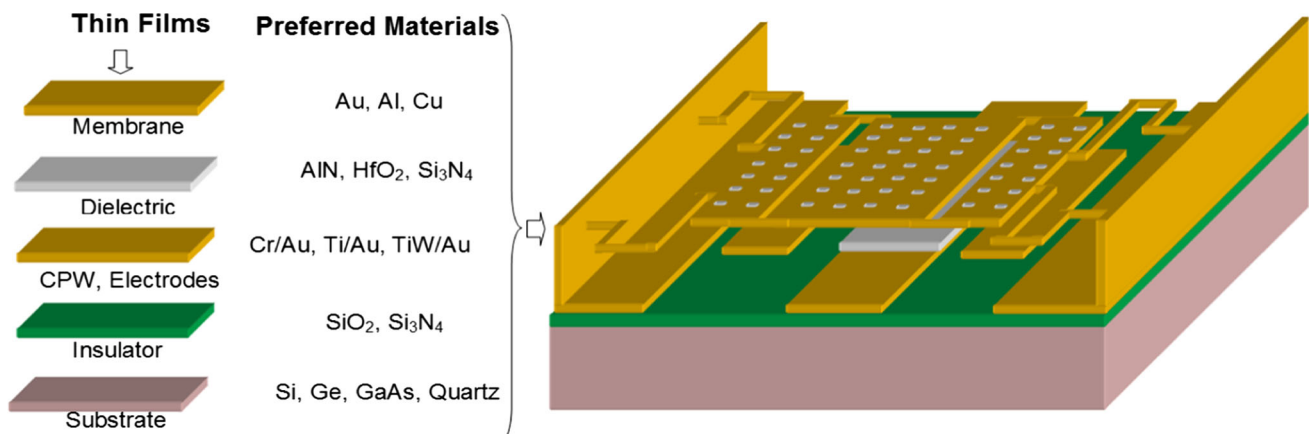 Thin Films Preferred Materials
Membrane Au, Al, Cu
Dielectric AlN, HfO₂, Si₃N₄
CPW, Electrodes Cr/Au, Ti/Au, TiW/Au
Insulator SiO₂, Si₃N₄
Substrate Si, Ge, GaAs, Quartz